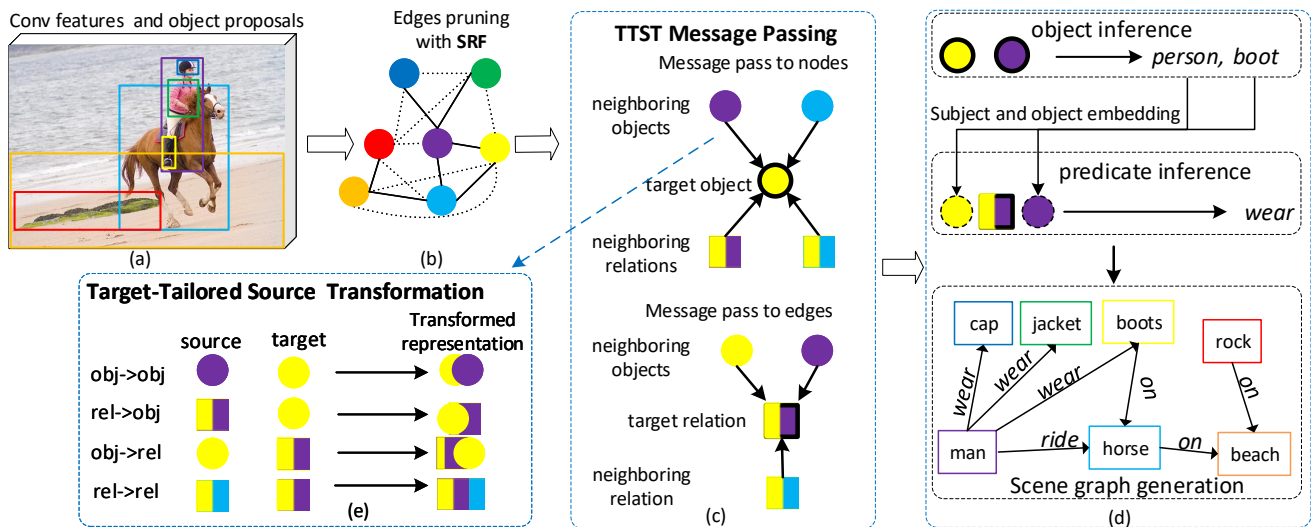 Conv features and object proposals
(a)
Edges pruning
with SRF
(b)
TTST Message Passing
Message pass to nodes
neighboring
objects
target object
neighboring
relations
Message pass to edges
neighboring
objects
target relation
neighboring
relation
(c)
object inference
person, boot
Subject and object embedding
predicate inference
wear
cap
jacket
boots
rock
wear
wear
wear
on
on
man
ride
horse
on
beach
Scene graph generation
(d)
Target-Tailored Source Transformation
source
target
Transformed
representation
obj->obj
rel->obj
obj->rel
rel->rel
(e)